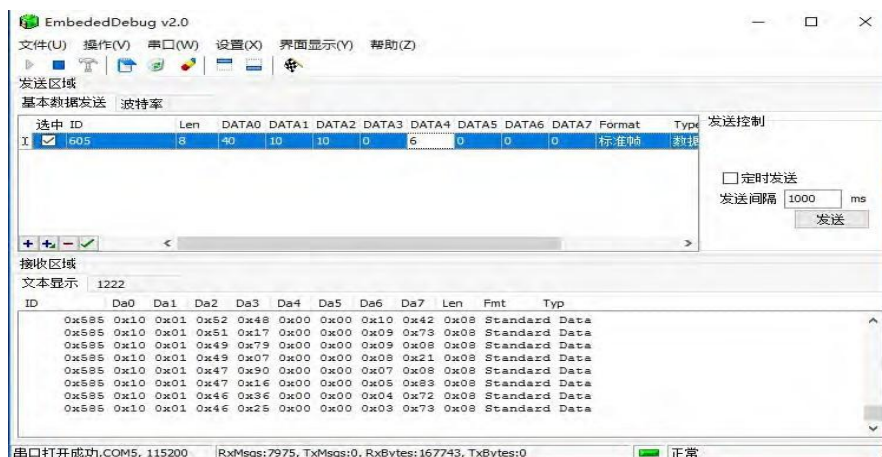 EmbededDebug v2.0
文件(U) 操作(V) 串口(W) 设置(X) 界面显示(Y) 帮助(Z)
发送区域
基本数据发送 波特率
选中 ID Len DATA0 DATA1 DATA2 DATA3 DATA4 DATA5 DATA6 DATA7 Format Type
605 8 40 10 10 0 6 0 0 0 标准帧 数据
发送控制
定时发送
发送间隔 1000 ms
发送
接收区域
文本显示 1222
ID Da0 Da1 Da2 Da3 Da4 Da5 Da6 Da7 Len Fmt Typ
0x585 0x10 0x01 0x52 0x48 0x00 0x00 0x10 0x42 0x08 Standard Data
0x585 0x10 0x01 0x51 0x17 0x00 0x00 0x09 0x73 0x08 Standard Data
0x585 0x10 0x01 0x49 0x79 0x00 0x00 0x09 0x08 0x08 Standard Data
0x585 0x10 0x01 0x49 0x07 0x00 0x00 0x08 0x21 0x08 Standard Data
0x585 0x10 0x01 0x47 0x90 0x00 0x00 0x07 0x08 0x08 Standard Data
0x585 0x10 0x01 0x47 0x16 0x00 0x00 0x05 0x83 0x08 Standard Data
0x585 0x10 0x01 0x46 0x36 0x00 0x00 0x04 0x72 0x08 Standard Data
0x585 0x10 0x01 0x46 0x25 0x00 0x00 0x03 0x73 0x08 Standard Data
串口打开成功,COM5, 115200 RxMsgs:7975, TxMsgs:0, RxBytes:167743, TxBytes:0 正常